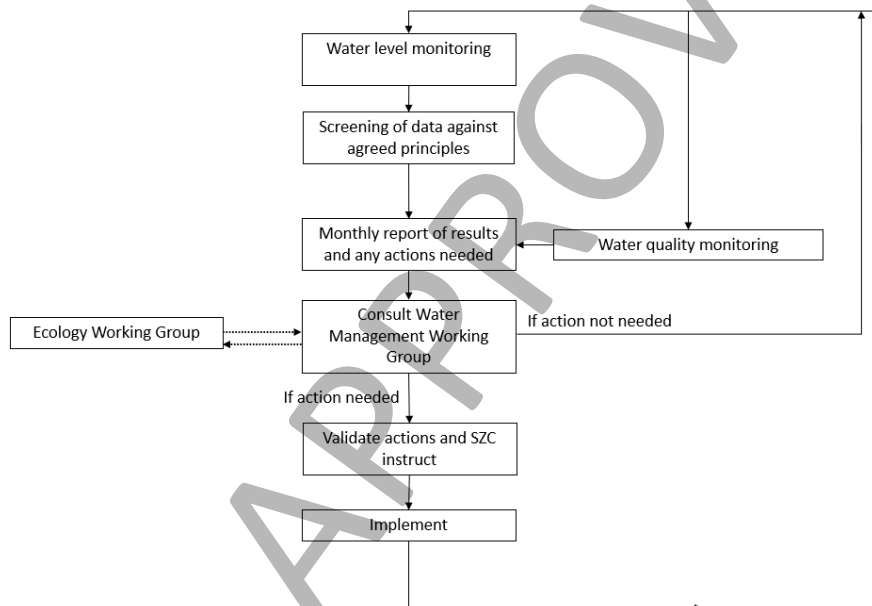 Water level monitoring
Screening of data against
agreed principles
Monthly report of results
and any actions needed
Water quality monitoring
Consult Water
Management Working
Group
If action not needed
Ecology Working Group
If action needed
Validate actions and SZC
instruct
Implement
APPROV